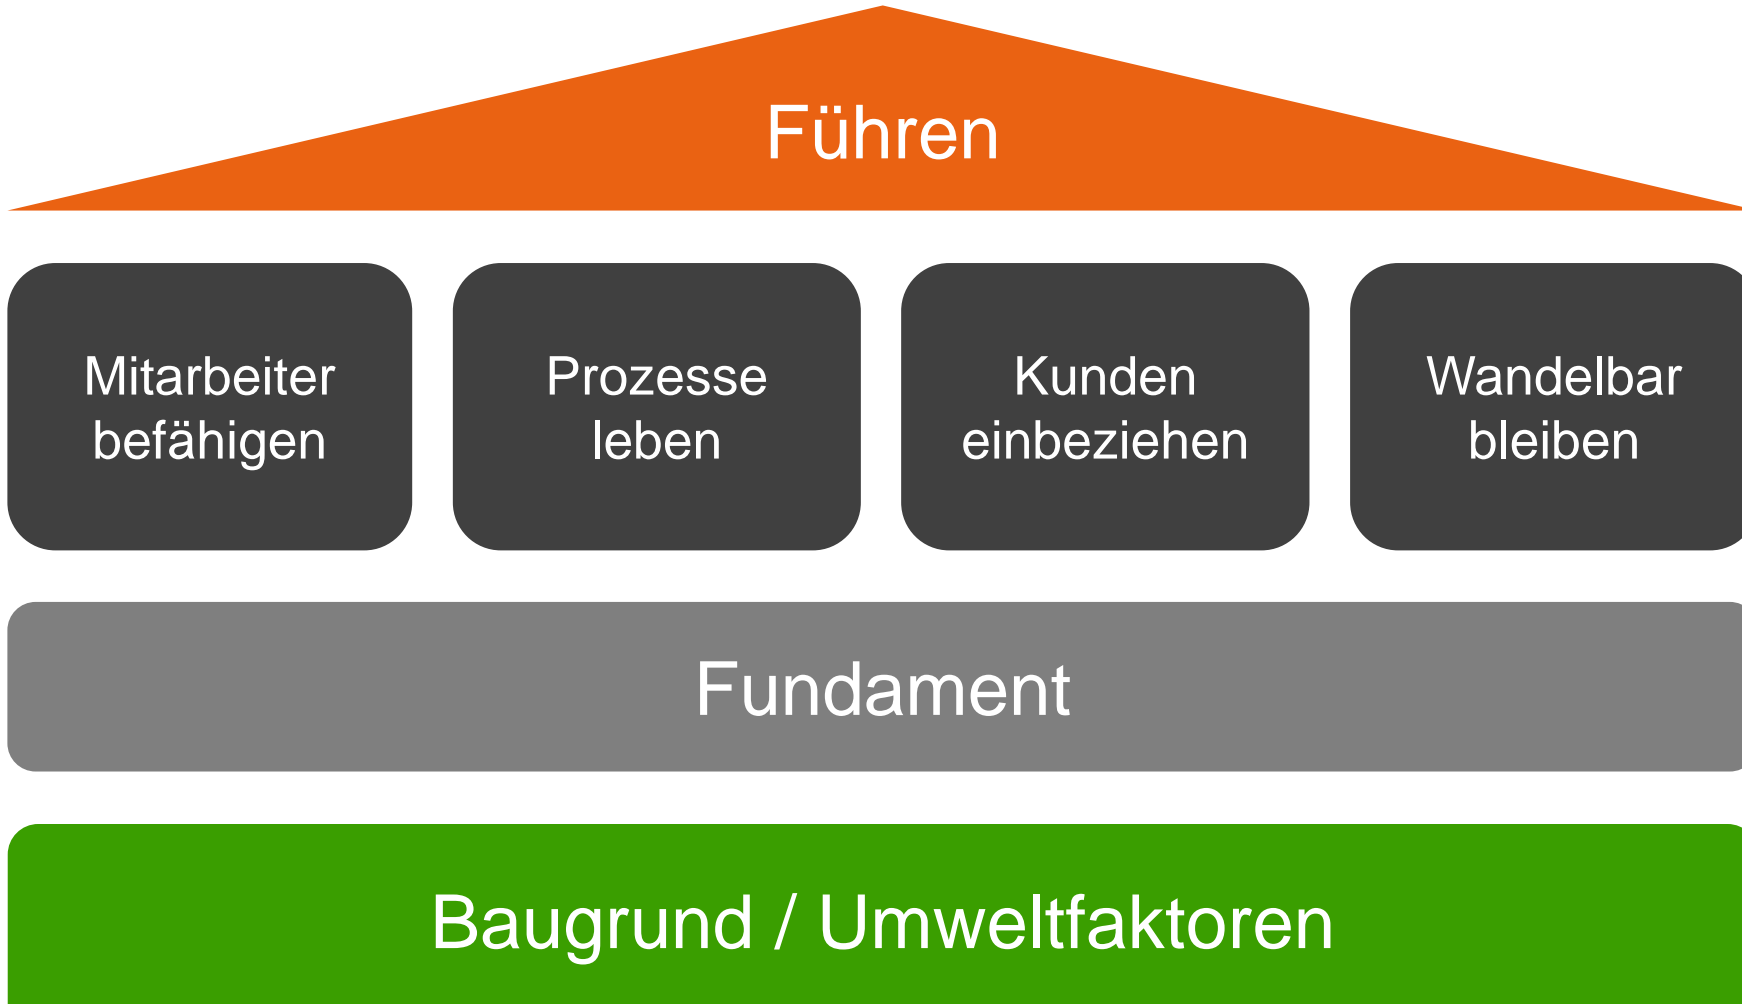 Führen
Mitarbeiter
befähigen
Prozesse
leben
Kunden
einbeziehen
Wandelbar
bleiben
Fundament
Baugrund / Umweltfaktoren